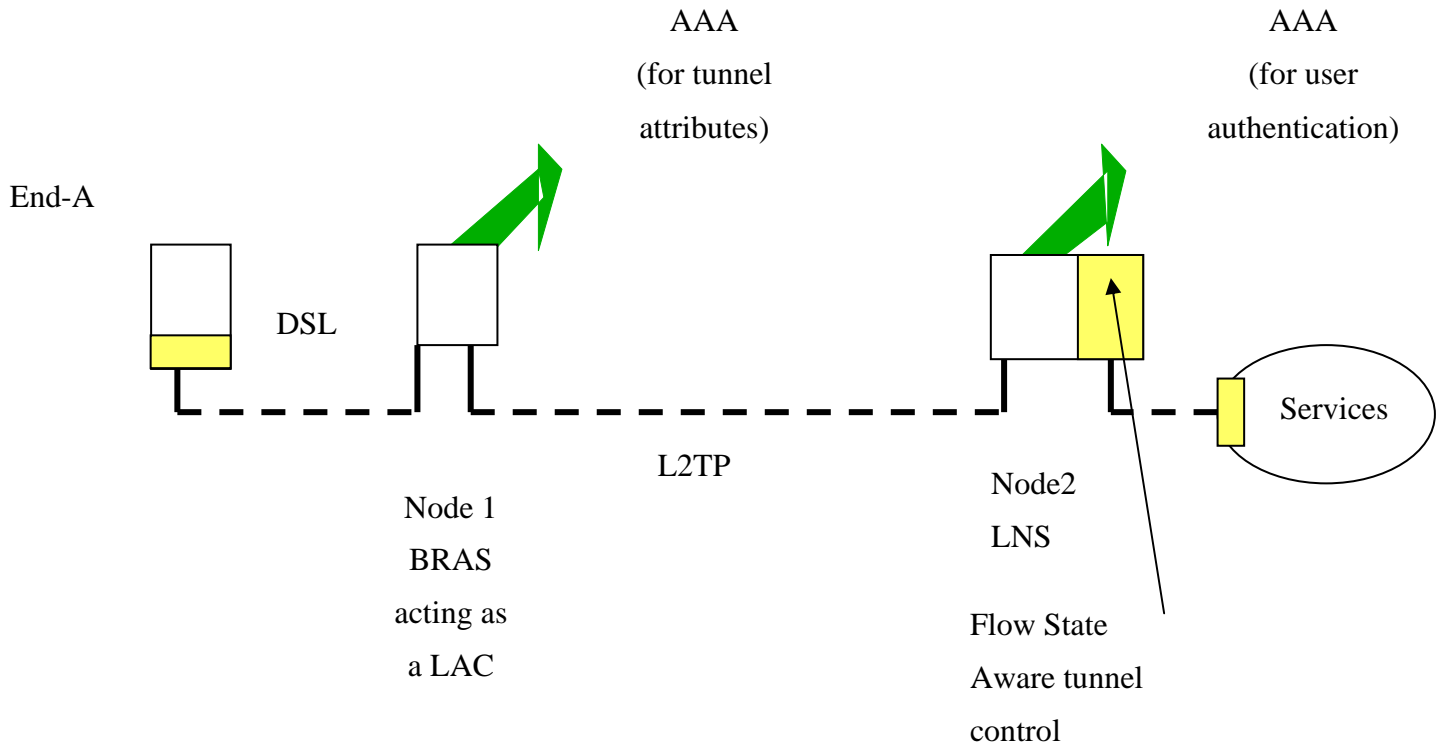 AAA
(for tunnel
attributes)
AAA
(for user
authentication)
End-A
DSL
Services
L2TP
Node 1
BRAS
acting as
a LAC
Node2
LNS
Flow State
Aware tunnel
control